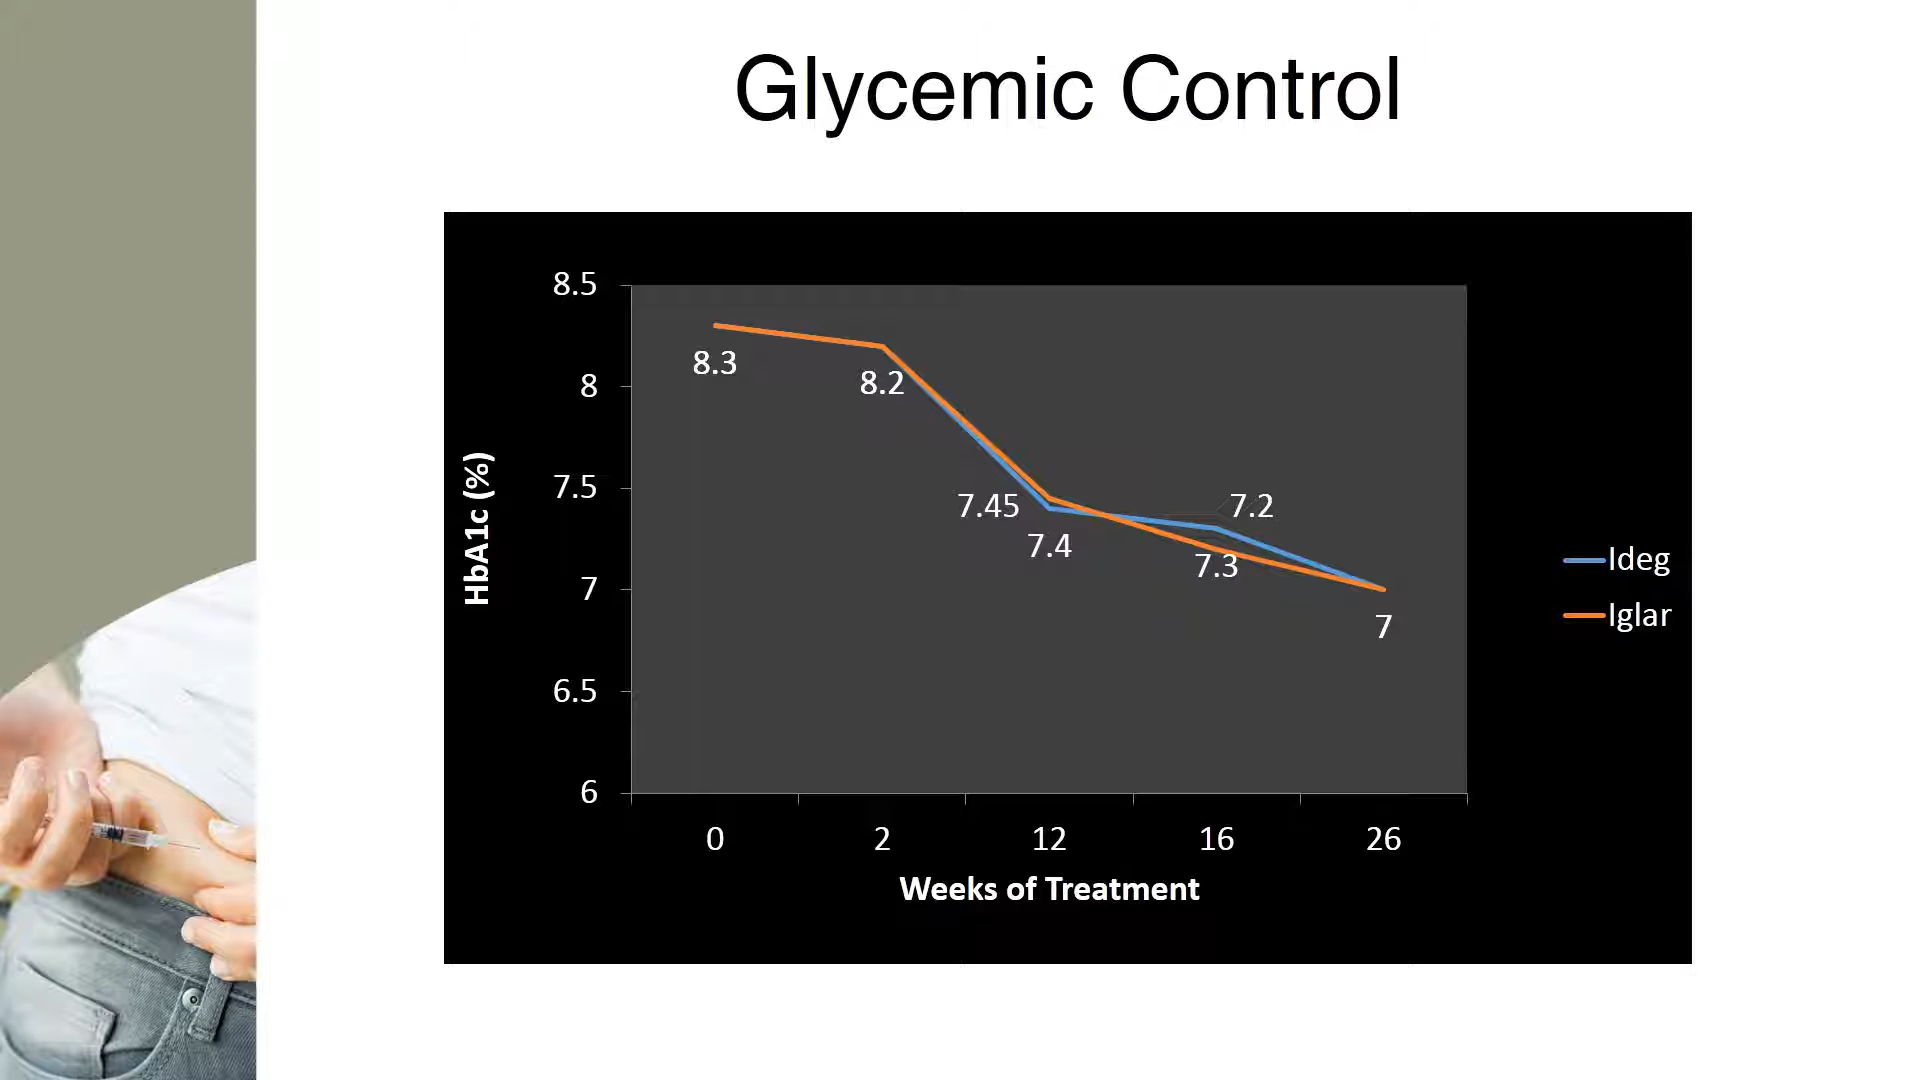 Glycemic Control
8.5
8
7.5
7
6.5
6
HbA1c (%)
8.3
8.2
7.45
7.4
7.2
7.3
7
0 2 12 16 26
Weeks of Treatment
Ideg
Iglar